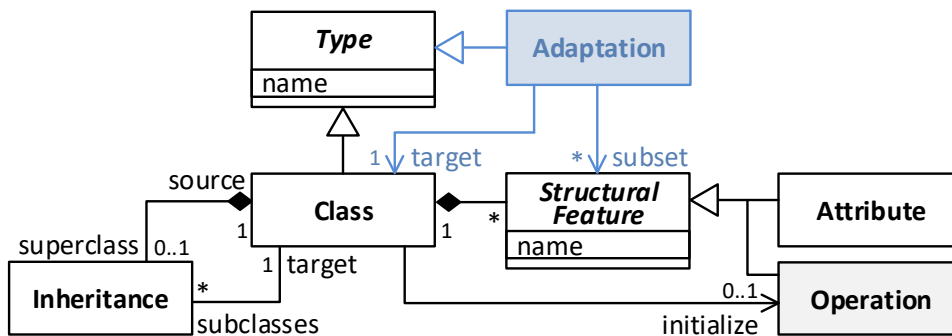 Type
Adaptation
name
1 target
* subset
source
Class
Structural
Feature
Attribute
1
1
*
name
superclass 0..1
1 target
Inheritance
*
0..1
Operation
subclasses
initialize